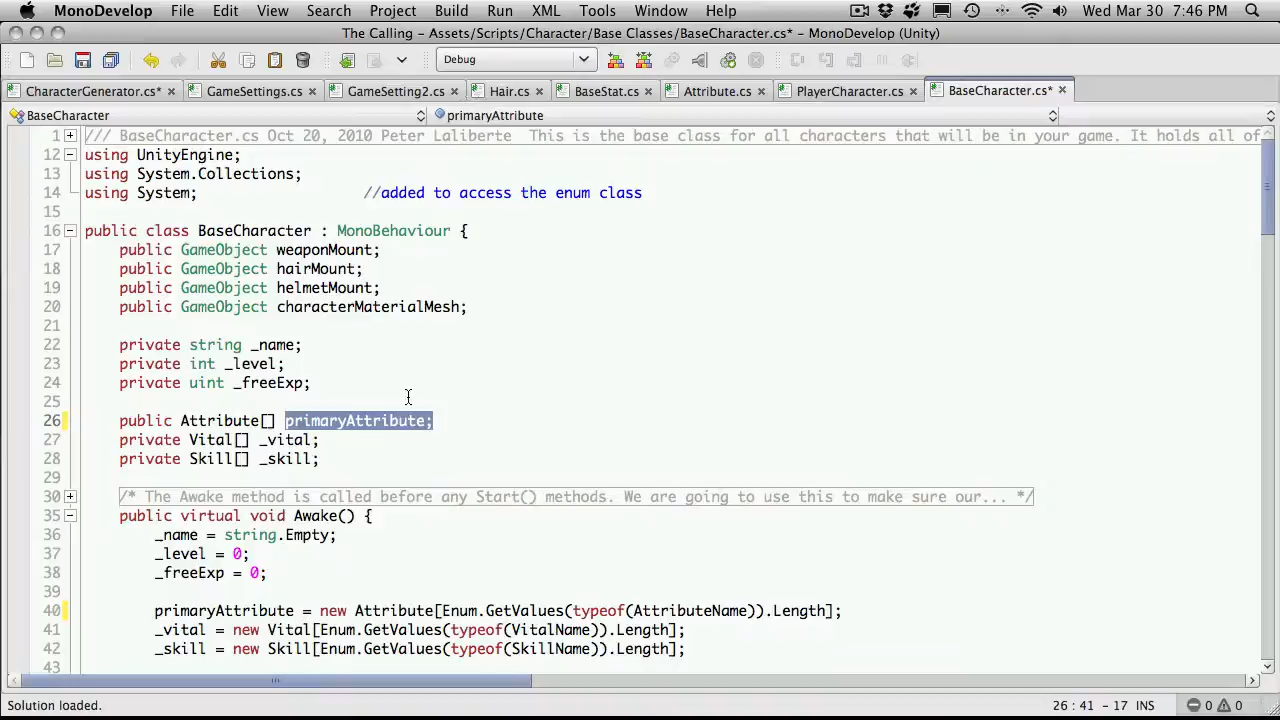 MonoDevelop File Edit View Search Project Build Run XML Tools Window Help Wed Mar 30 7:46 PM
The Calling - Assets/Scripts/Character/Base Classes/BaseCharacter.cs* - MonoDevelop (Unity)
Debug
CharacterGenerator.cs* GameSettings.cs GameSetting2.cs Hair.cs BaseStat.cs Attribute.cs PlayerCharacter.cs BaseCharacter.cs*
BaseCharacter primaryAttribute
1 /// BaseCharacter.cs Oct 20, 2010 Peter Laliberte This is the base class for all characters that will be in your game. It holds all of
12 using UnityEngine;
13 using System.Collections;
14 using System; //added to access the enum class
15
16 public class BaseCharacter : MonoBehaviour {
17 public GameObject weaponMount;
18 public GameObject hairMount;
19 public GameObject helmetMount;
20 public GameObject characterMaterialMesh;
21
22 private string _name;
23 private int _level;
24 private uint _freeExp;
25
26 public Attribute[] primaryAttribute;
27 private Vital[] _vital;
28 private Skill[] _skill;
29
30 /* The Awake method is called before any Start() methods. We are going to use this to make sure our... */
35 public virtual void Awake() {
36 _name = string.Empty;
37 _level = 0;
38 _freeExp = 0;
39
40 primaryAttribute = new Attribute[Enum.GetValues(typeof(AttributeName)).Length];
41 _vital = new Vital[Enum.GetValues(typeof(VitalName)).Length];
42 _skill = new Skill[Enum.GetValues(typeof(SkillName)).Length];
43
Solution loaded. 26 : 41 - 17 INS 0 0